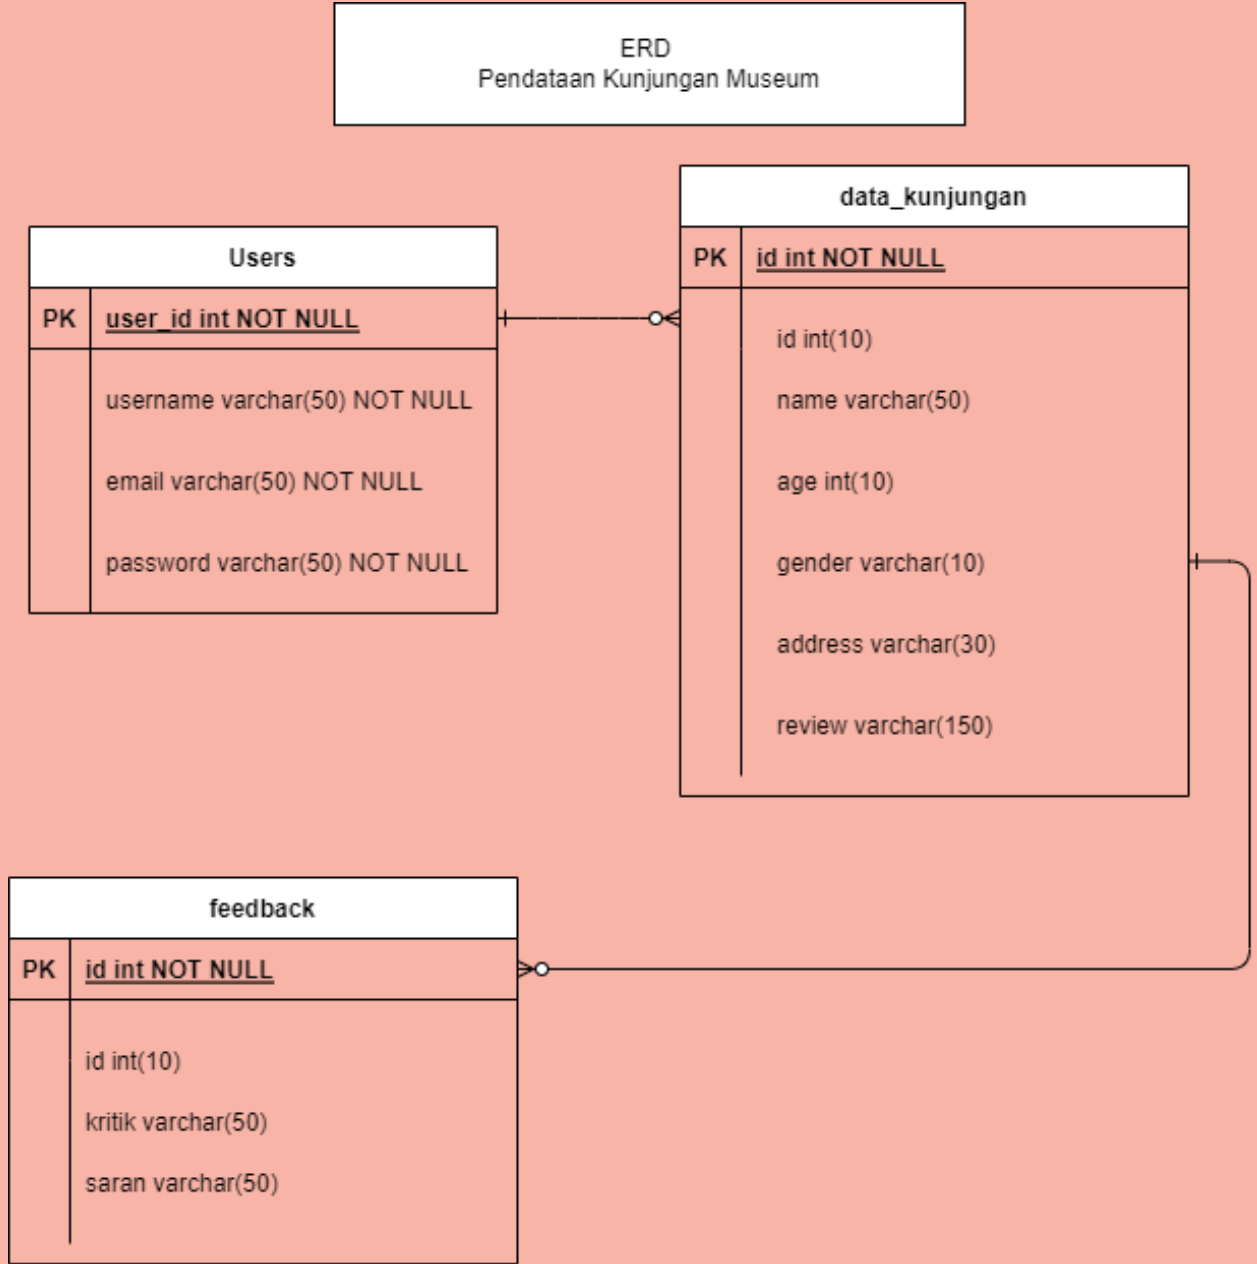 ERD
Pendataan Kunjungan Museum
Users
PK user_id int NOT NULL
username varchar(50) NOT NULL
email varchar(50) NOT NULL
password varchar(50) NOT NULL
data_kunjungan
PK id int NOT NULL
id int(10)
name varchar(50)
age int(10)
gender varchar(10)
address varchar(30)
review varchar(150)
feedback
PK id int NOT NULL
id int(10)
kritik varchar(50)
saran varchar(50)